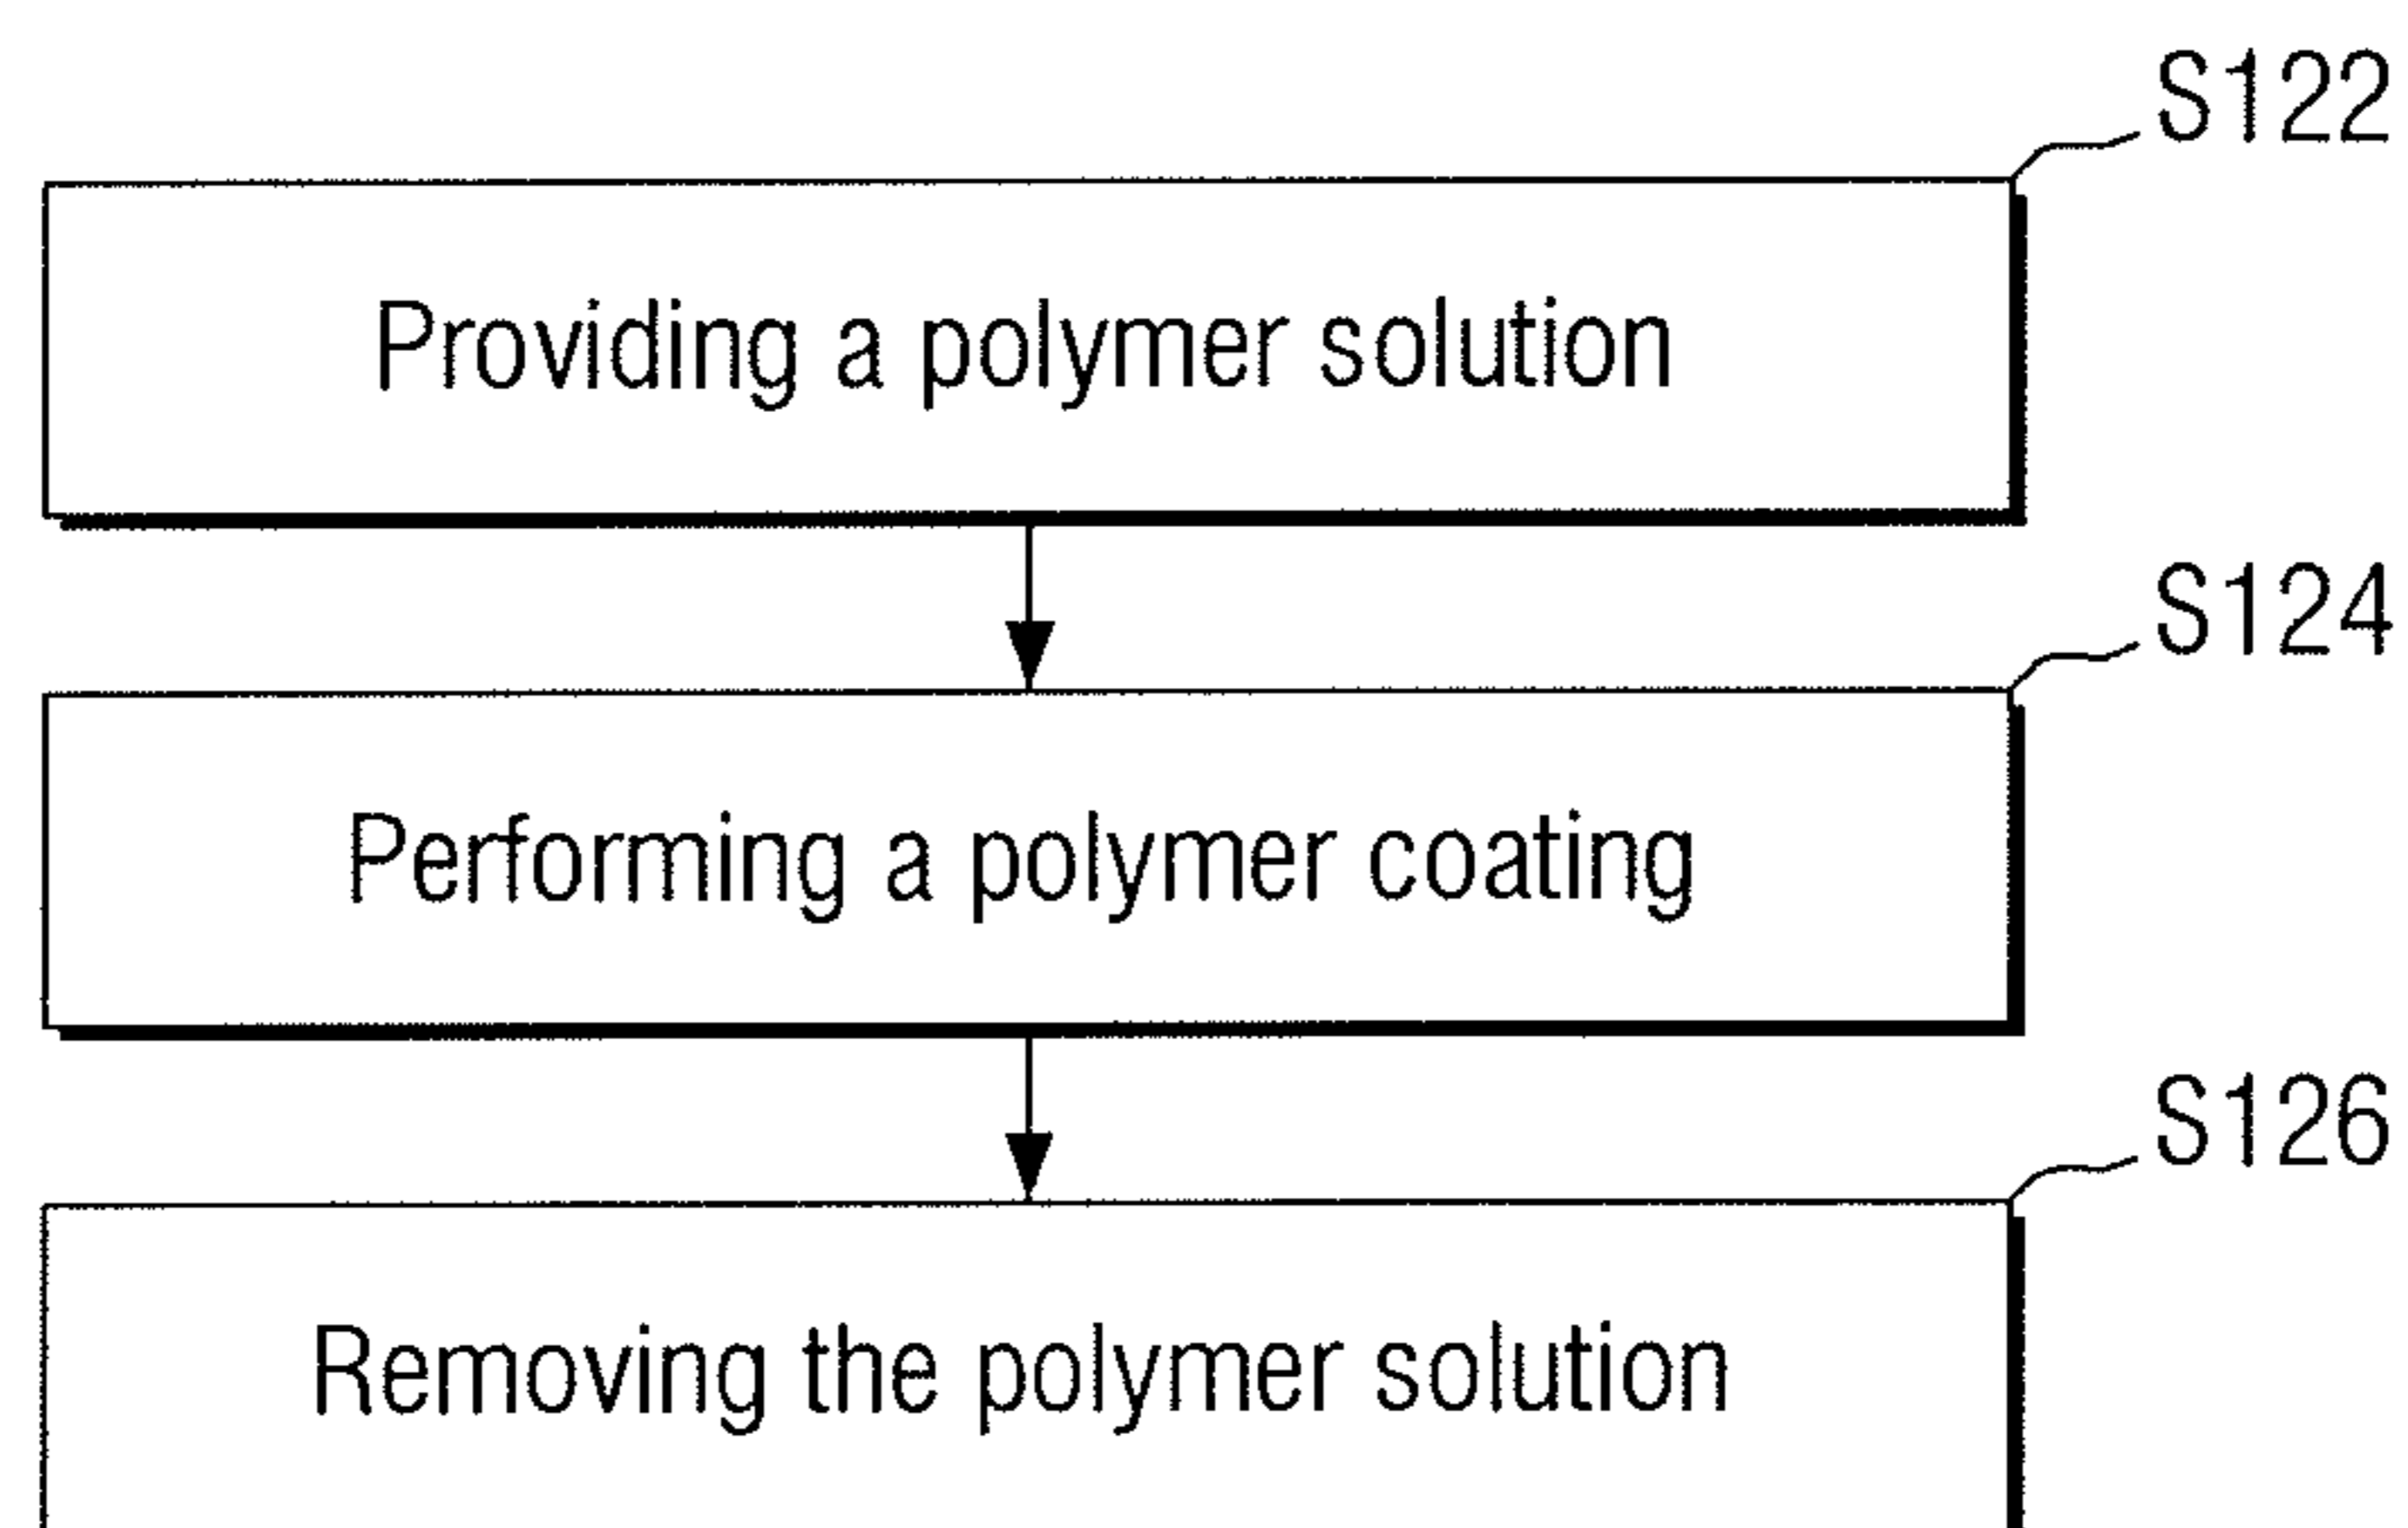 S122
Providing a polymer solution
S124
Performing a polymer coating
S126
Removing the polymer solution